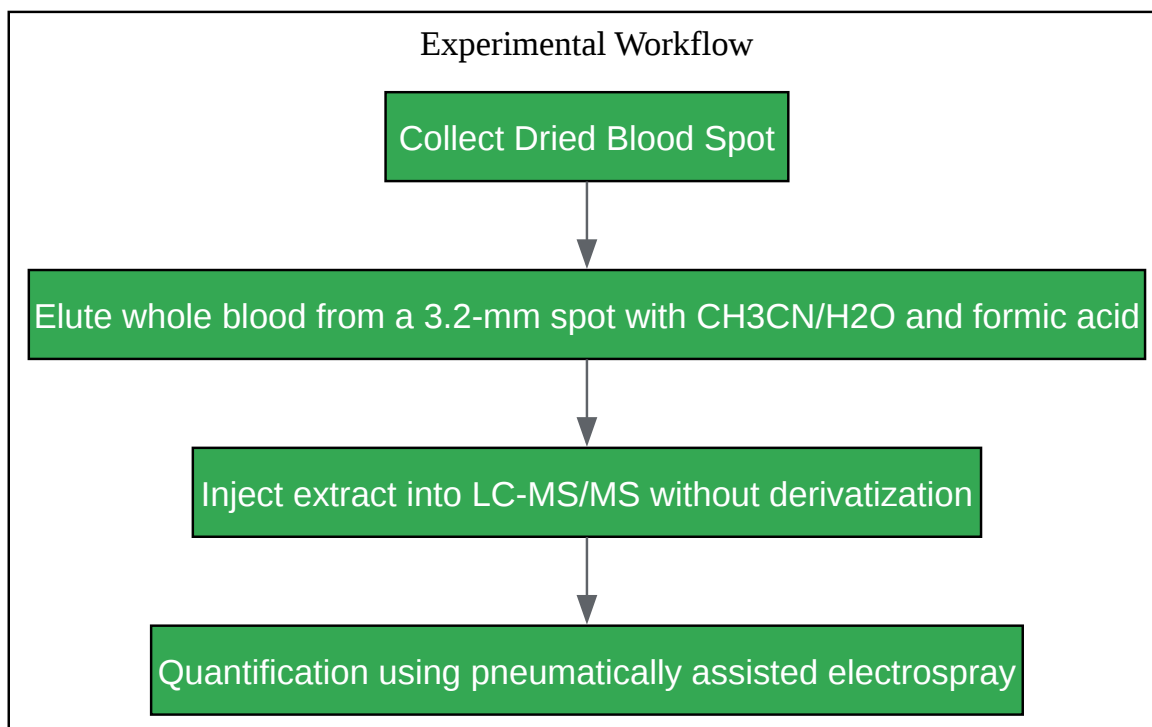 Experimental Workflow
Collect Dried Blood Spot
Elute whole blood from a 3.2-mm spot with CH3CN/H2O and formic acid
Inject extract into LC-MS/MS without derivatization
Quantification using pneumatically assisted electrospray